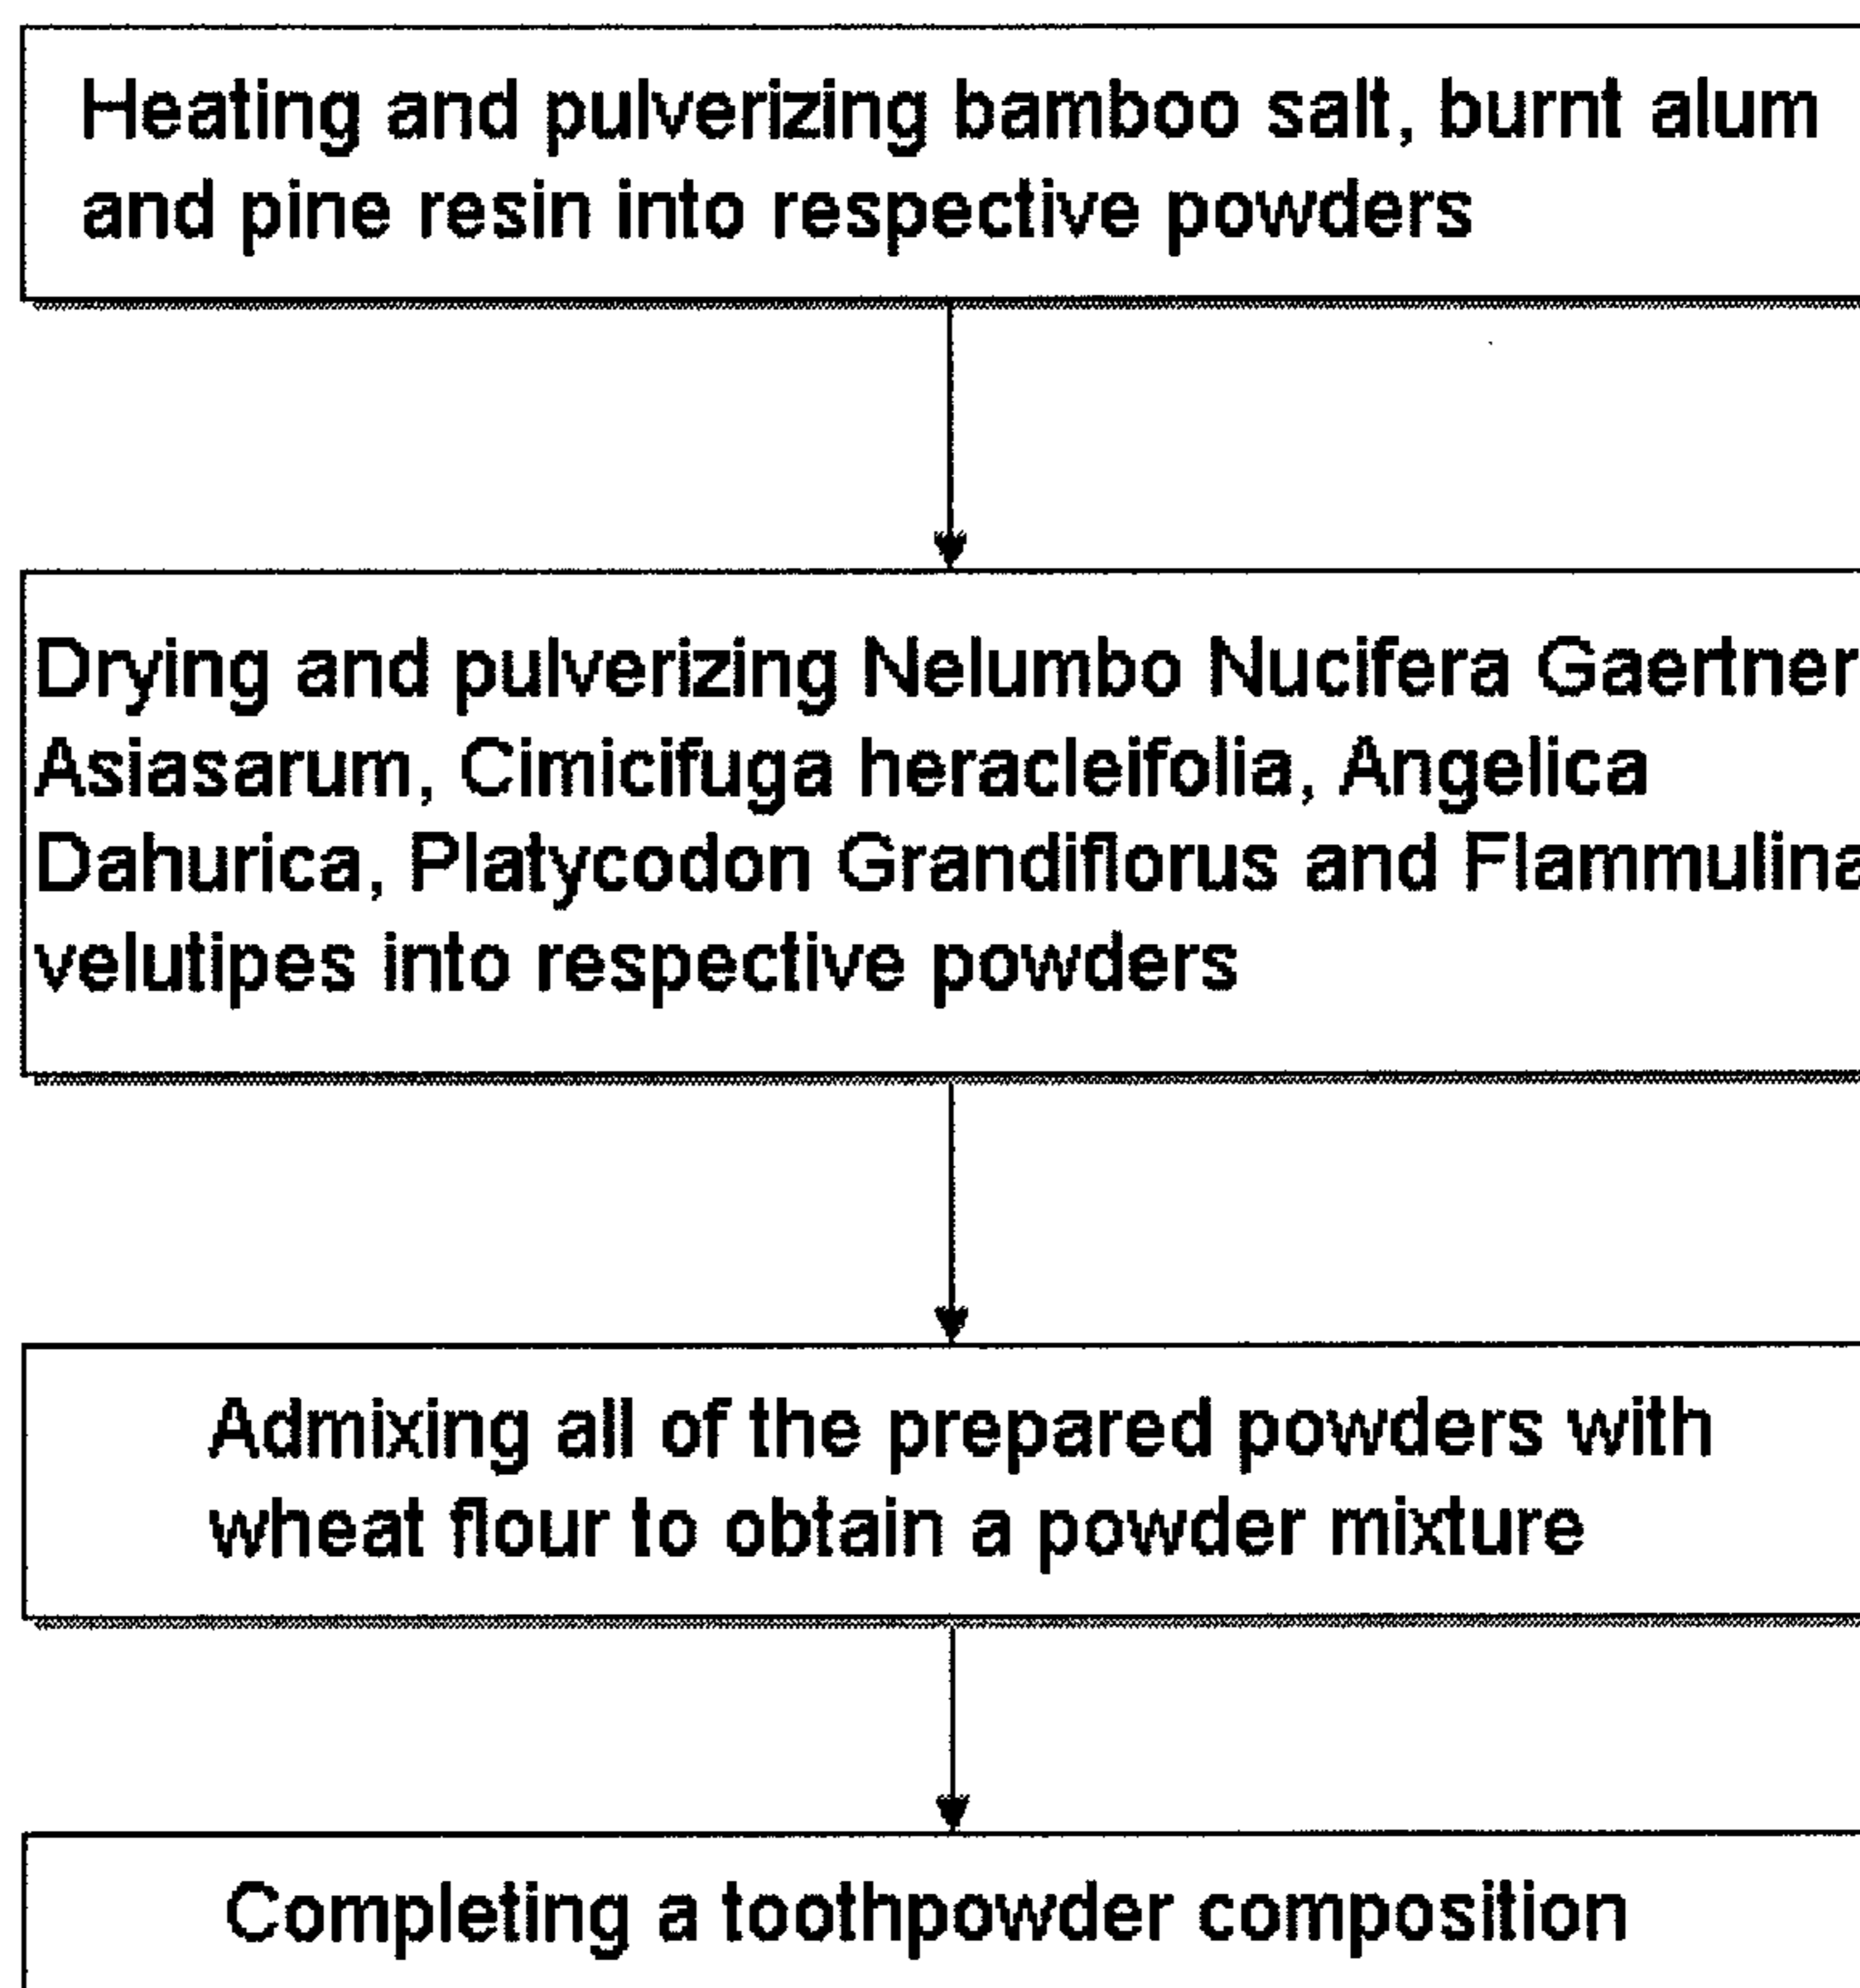 Heating and pulverizing bamboo salt, burnt alum
and pine resin into respective powders
Drying and pulverizing Nelumbo Nucifera Gaertner
Asiasarum, Cimicifuga heracleifolia, Angelica
Dahurica, Platycodon Grandiflorus and Flammulina
velutipes into respective powders
Admixing all of the prepared powders with
wheat flour to obtain a powder mixture
Completing a toothpowder composition